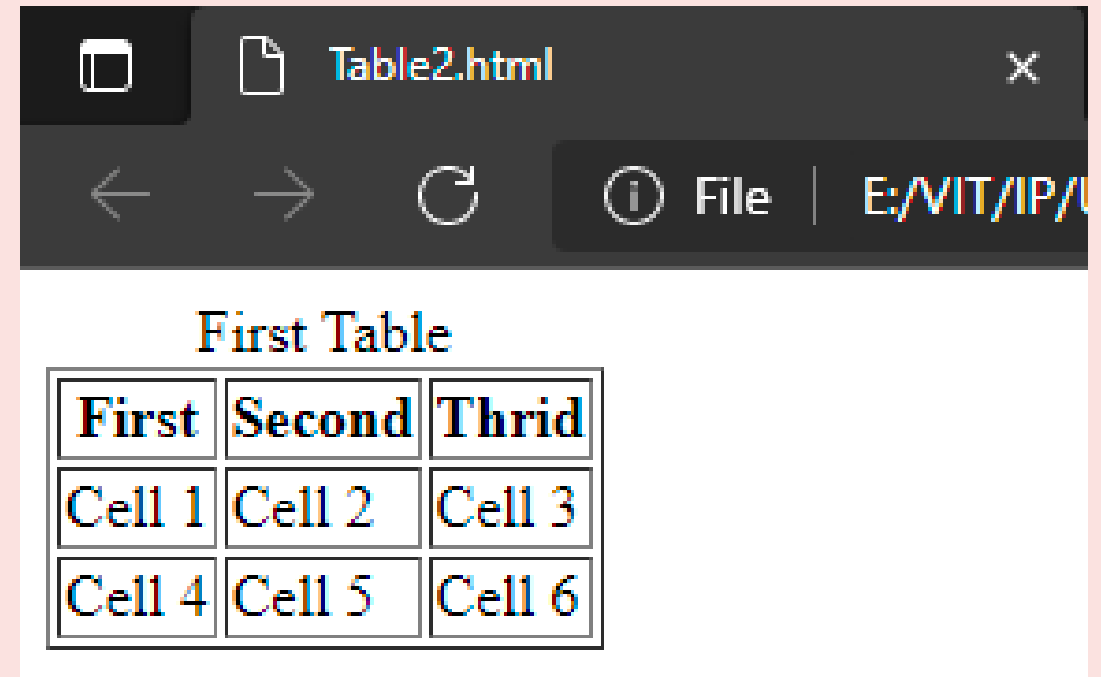 Table2.html
File E:/VIT/IP/
First Table
First Second Thrid
Cell 1 Cell 2 Cell 3
Cell 4 Cell 5 Cell 6